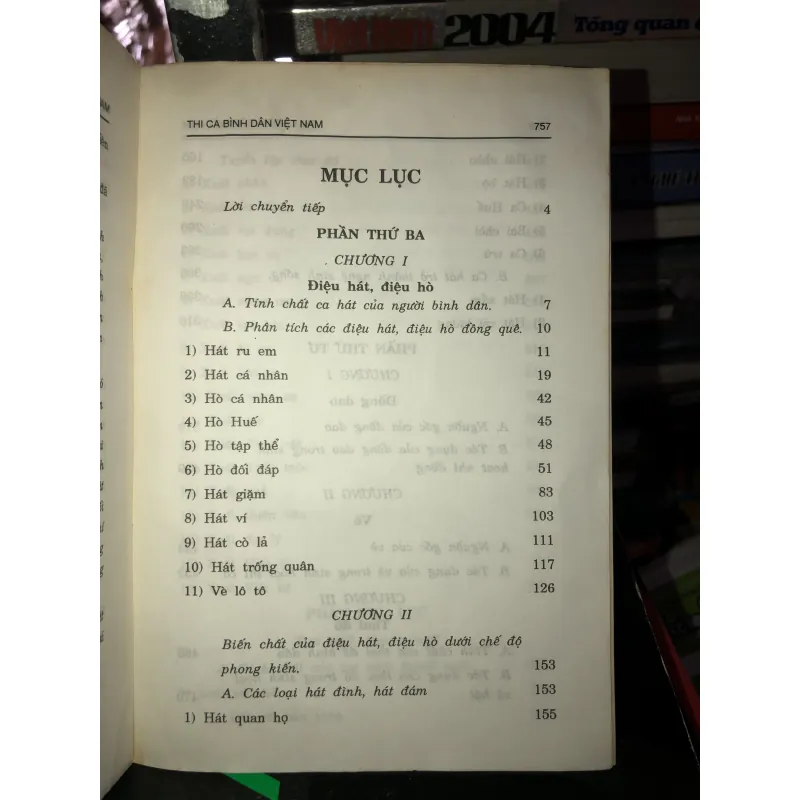 2004 Tổng quan
THI CA BÌNH DÂN VIỆT NAM 757
MỤC LỤC
Lời chuyển tiếp 4
PHẦN THỨ BA
CHƯƠNG I
Điệu hát, điệu hò
A. Tính chất ca hát của người bình dân. 7
B. Phân tích các điệu hát, điệu hò đồng quê. 10
1) Hát ru em 11
2) Hát cá nhân 19
3) Hò cá nhân 42
4) Hò Huế 45
5) Hò tập thể 48
6) Hò đối đáp 51
7) Hát giặm 83
8) Hát ví 103
9) Hát cò lả 111
10) Hát trống quân 117
11) Vè lô tô 126
CHƯƠNG II
Biến chất của điệu hát, điệu hò dưới chế độ
phong kiến. 153
A. Các loại hát đình, hát đám 153
1) Hát quan họ 155